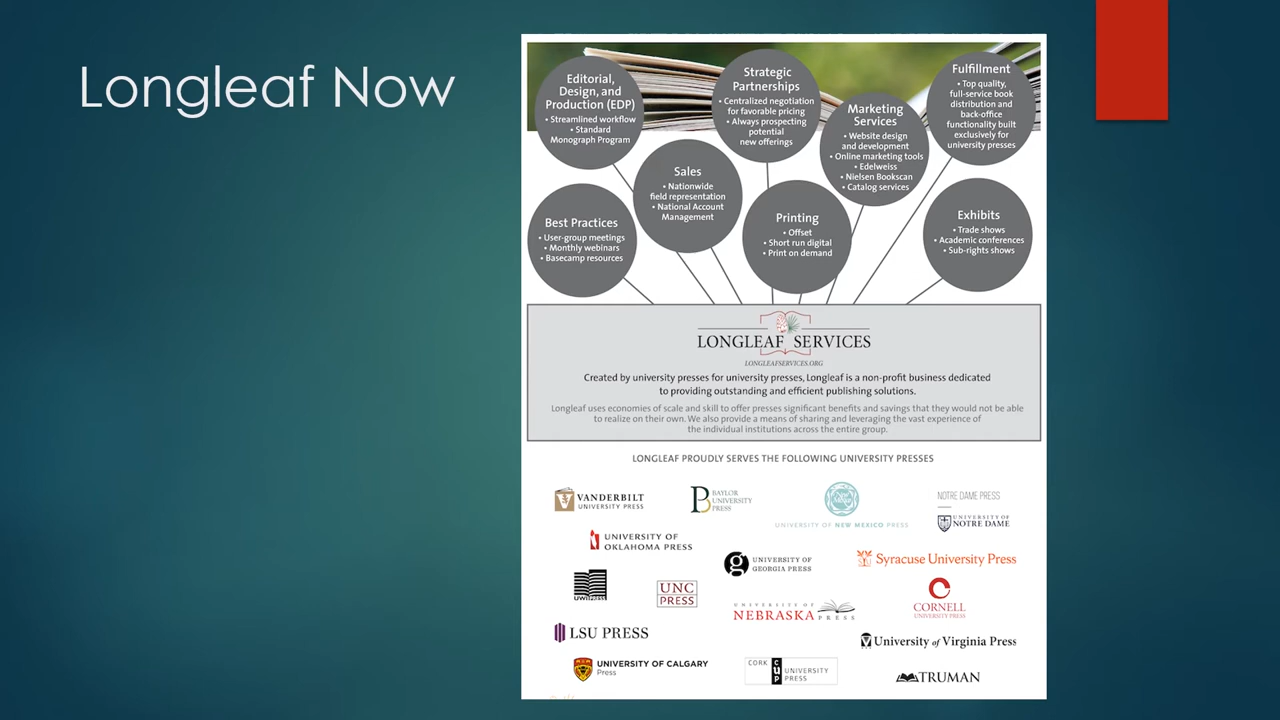 Longleaf Now
Editorial,
Design, and
Production (EDP)
• Streamlined workflow
• Standard
Monograph Program
Strategic
Partnerships
• Centralized negotiation
for favorable pricing
• Always prospecting
potential
new offerings
Marketing
Services
• Website design
and development
• Online marketing tools
• Edelweiss
• Nielsen Bookscan
• Catalog services
Fulfillment
• Top quality,
full-service book
distribution and
back-office
functionality built
exclusively for
university presses
Best Practices
• User-group meetings
• Monthly webinars
• Basecamp resources
Sales
• Nationwide
field representation
• National Account
Management
Printing
• Offset
• Short run digital
• Print on demand
Exhibits
• Trade shows
• Academic conferences
• Sub-rights shows
LONGLEAF SERVICES
LONGLEAFSERVICES.ORG
Created by university presses for university presses, Longleaf is a non-profit business dedicated
to providing outstanding and efficient publishing solutions.
Longleaf uses economies of scale and skill to offer presses significant benefits and savings that they would not be able
to realize on their own. We also provide a means of sharing and leveraging the vast experience of
the individual institutions across the entire group.
LONGLEAF PROUDLY SERVES THE FOLLOWING UNIVERSITY PRESSES
V VANDERBILT
UNIVERSITY PRESS
B BAYLOR
UNIVERSITY
PRESS
UNIVERSITY OF NEW MEXICO PRESS
NOTRE DAME PRESS
UNIVERSITY OF
NOTRE DAME
UNIVERSITY OF
OKLAHOMA PRESS
g UNIVERSITY OF
GEORGIA PRESS
Syracuse University Press
UWIPRESS
UNC
PRESS
UNIVERSITY OF
NEBRASKA PRESS
CORNELL
UNIVERSITY PRESS
LSU PRESS
University of Virginia Press
UNIVERSITY OF CALGARY
Press
CORK cup UNIVERSITY
PRESS
TRUMAN